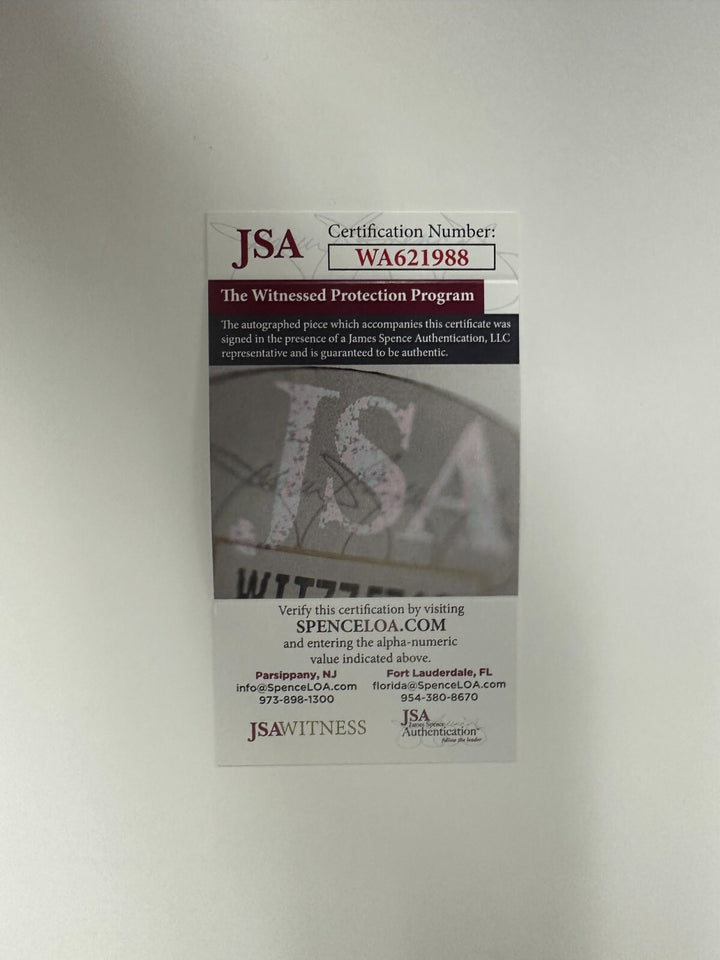 JSA
Certification Number:
WA621988
The Witnessed Protection Program
The autographed piece which accompanies this certificate was
signed in the presence of a James Spence Authentication, LLC
representative and is guaranteed to be authentic.
JSA
Verify this certification by visiting
SPENCELOA.COM
and entering the alpha-numeric
value indicated above.
Parsippany, NJ
info@SpenceLOA.com
973-898-1300
Fort Lauderdale, FL
florida@SpenceLOA.com
954-380-8670
JSAWITNESS
JSA
James Spence
Authentication
follow the leader